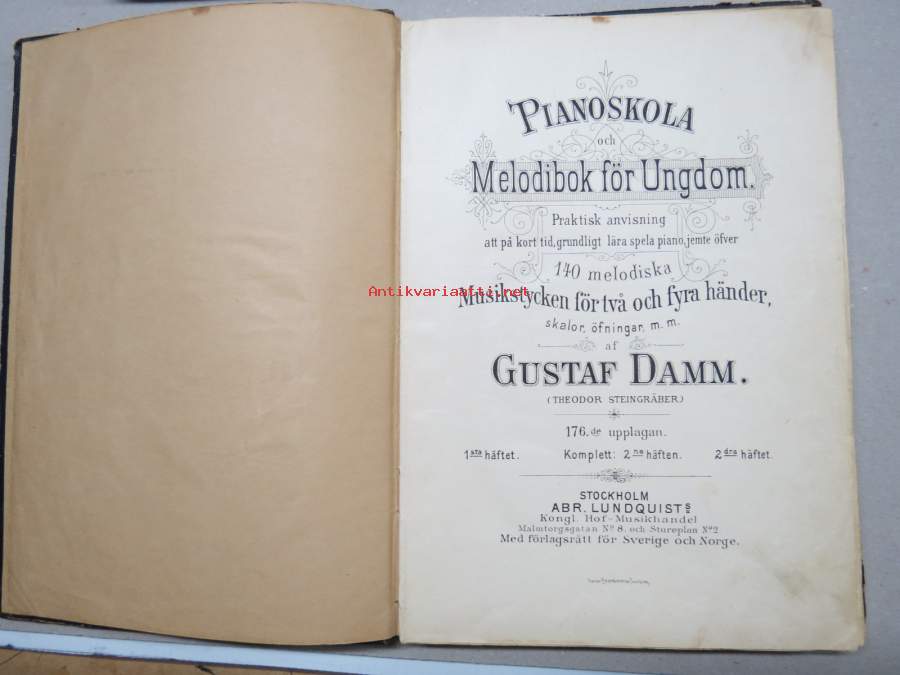 PIANOSKOLA
och
Melodibok för Ungdom.
Praktisk anvisning
att på kort tid, grundligt lära spela piano, jemte öfver
140 melodiska
Antikvariaatti.net
Musikstycken för två och fyra händer,
skalor, öfningar, m. m.
af
GUSTAF DAMM.
(THEODOR STEINGRÄBER)
176.de upplagan.
1sta häftet. Komplett: 2ne häften. 2dra häftet.
STOCKHOLM
ABR. LUNDQUISTS
Kongl. Hof-Musikhandel
Malmtorgsgatan No 8. och Stureplan No 2
Med förlagsrätt för Sverige och Norge.